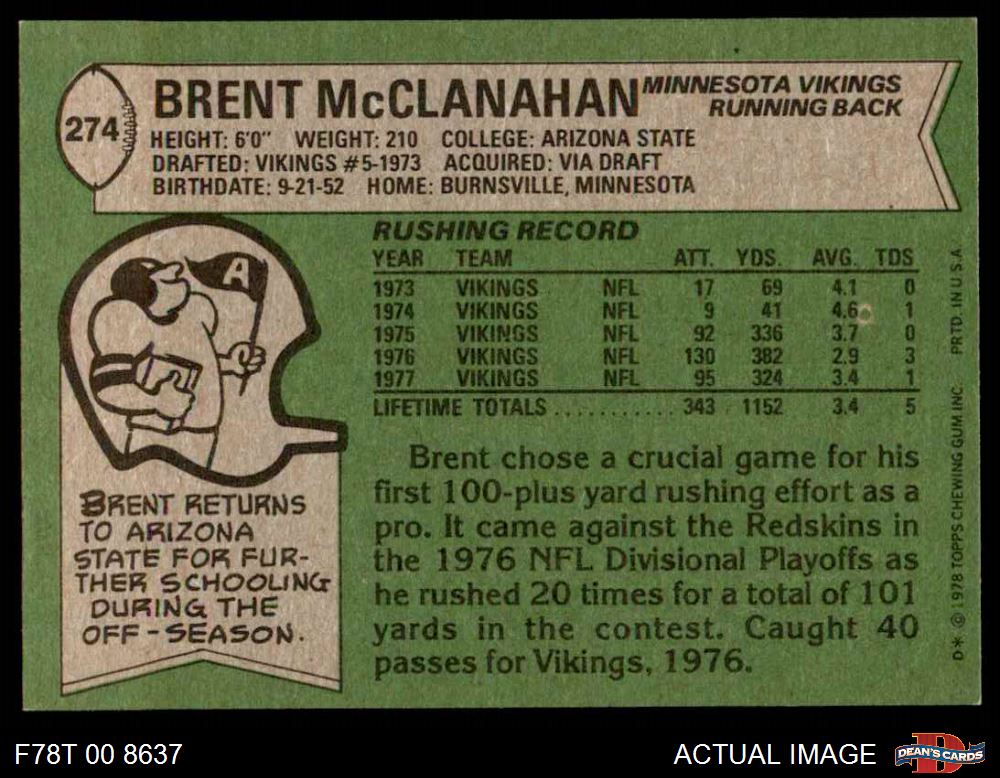 274
BRENT McCLANAHAN
MINNESOTA VIKINGS
RUNNING BACK
HEIGHT: 6'0" WEIGHT: 210 COLLEGE: ARIZONA STATE
DRAFTED: VIKINGS #5-1973 ACQUIRED: VIA DRAFT
BIRTHDATE: 9-21-52 HOME: BURNSVILLE, MINNESOTA
A
BRENT RETURNS
TO ARIZONA
STATE FOR FUR-
THER SCHOOLING
DURING THE
OFF-SEASON.
RUSHING RECORD
YEAR TEAM ATT. YDS. AVG. TDS
1973 VIKINGS NFL 17 69 4.1 0
1974 VIKINGS NFL 9 41 4.6 1
1975 VIKINGS NFL 92 336 3.7 0
1976 VIKINGS NFL 130 382 2.9 3
1977 VIKINGS NFL 95 324 3.4 1
LIFETIME TOTALS ........... 343 1152 3.4 5
Brent chose a crucial game for his
first 100-plus yard rushing effort as a
pro. It came against the Redskins in
the 1976 NFL Divisional Playoffs as
he rushed 20 times for a total of 101
yards in the contest. Caught 40
passes for Vikings, 1976.
D* © 1978 TOPPS CHEWING GUM INC. PRTD. IN U.S.A
F78T 00 8637
ACTUAL IMAGE
D
DEAN'S CARDS